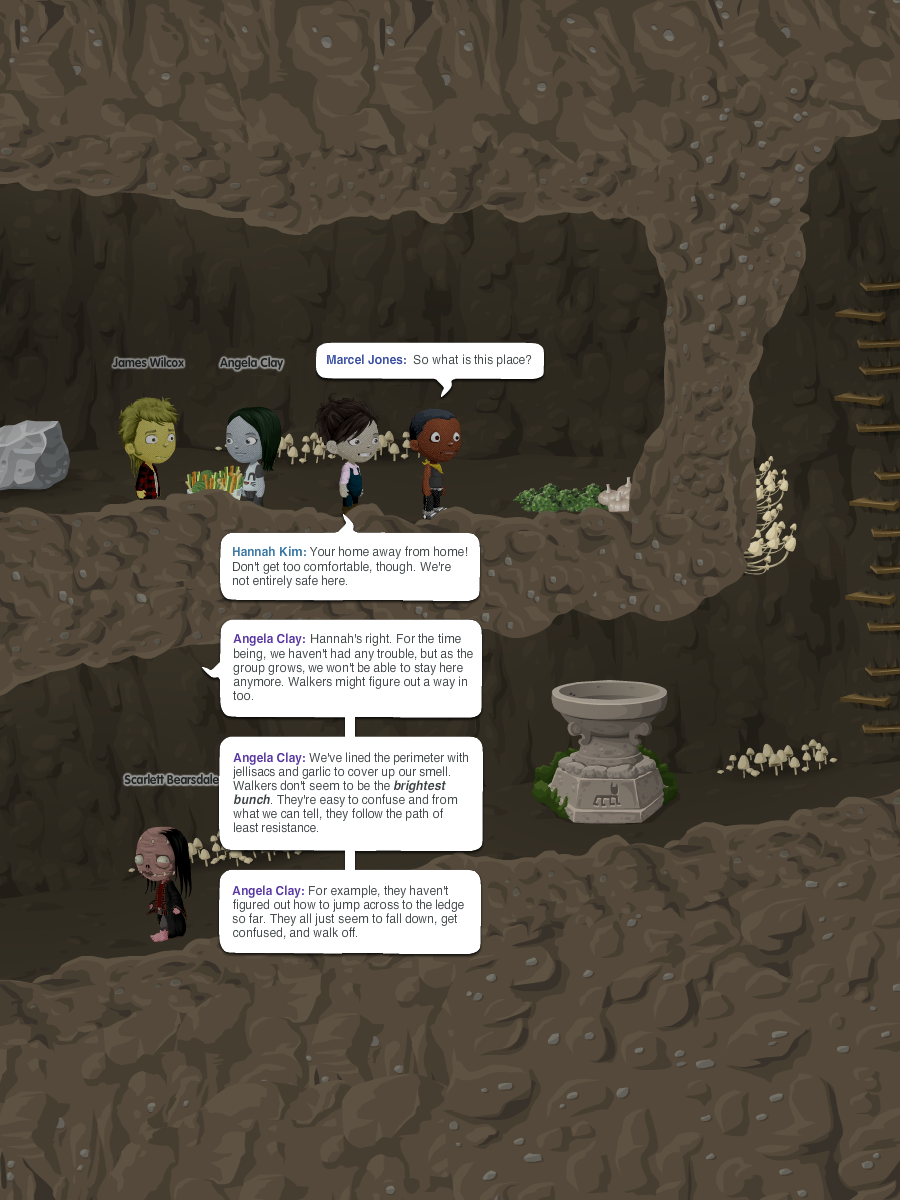 James Wilcox
Angela Clay
Marcel Jones: So what is this place?
Hannah Kim: Your home away from home!
Don't get too comfortable, though. We're
not entirely safe here.
Angela Clay: Hannah's right. For the time
being, we haven't had any trouble, but as the
group grows, we won't be able to stay here
anymore. Walkers might figure out a way in
too.
Angela Clay: We've lined the perimeter with
jellisacs and garlic to cover up our smell.
Walkers don't seem to be the brightest
bunch. They're easy to confuse and from
what we can tell, they follow the path of
least resistance.
Scarlett Bearsdale
Angela Clay: For example, they haven't
figured out how to jump across to the ledge
so far. They all just seem to fall down, get
confused, and walk off.